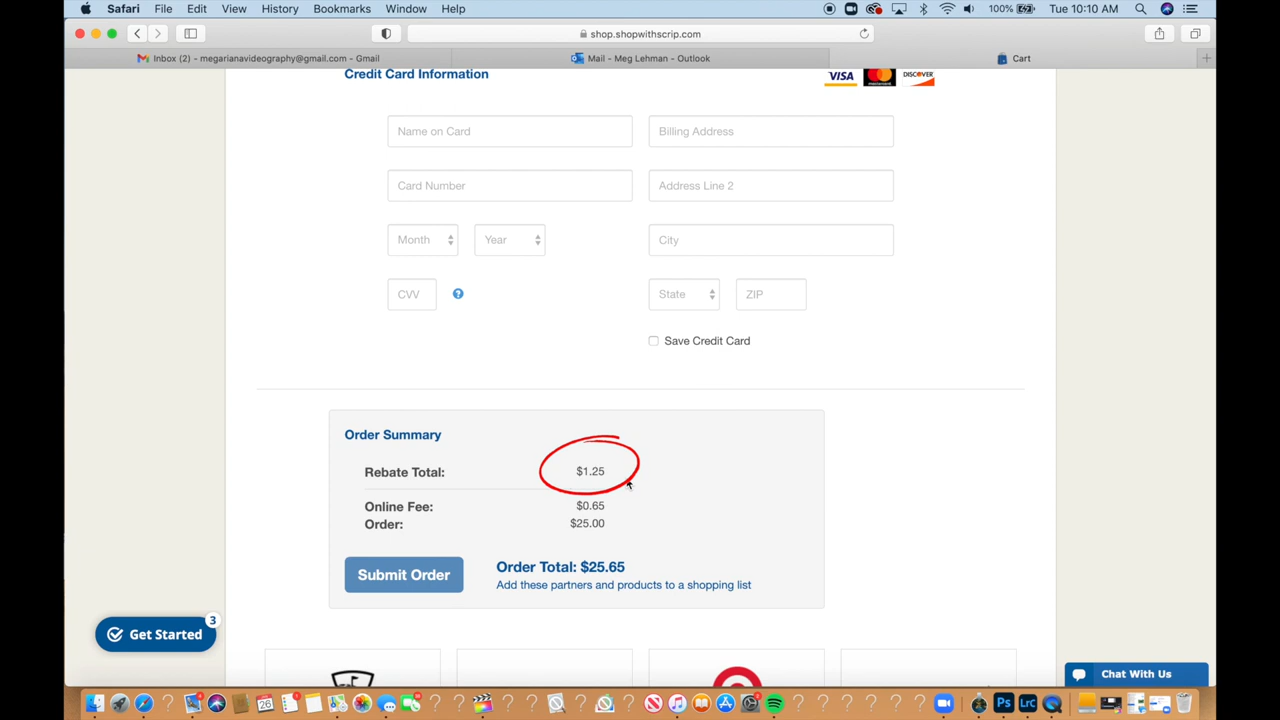 Safari File Edit View History Bookmarks Window Help 100% Tue 10:10 AM
shop.shopwithscrip.com
Inbox (2) - megarianavideography@gmail.com - Gmail Mail - Meg Lehman - Outlook Cart
Credit Card Information VISA DISCOVER
Name on Card Billing Address
Card Number Address Line 2
Month Year City
CVV ? State ZIP
Save Credit Card
Order Summary
Rebate Total: $1.25
Online Fee: $0.65
Order: $25.00
Submit Order Order Total: $25.65
Add these partners and products to a shopping list
Get Started 3
Chat With Us
26 Ps Lrc